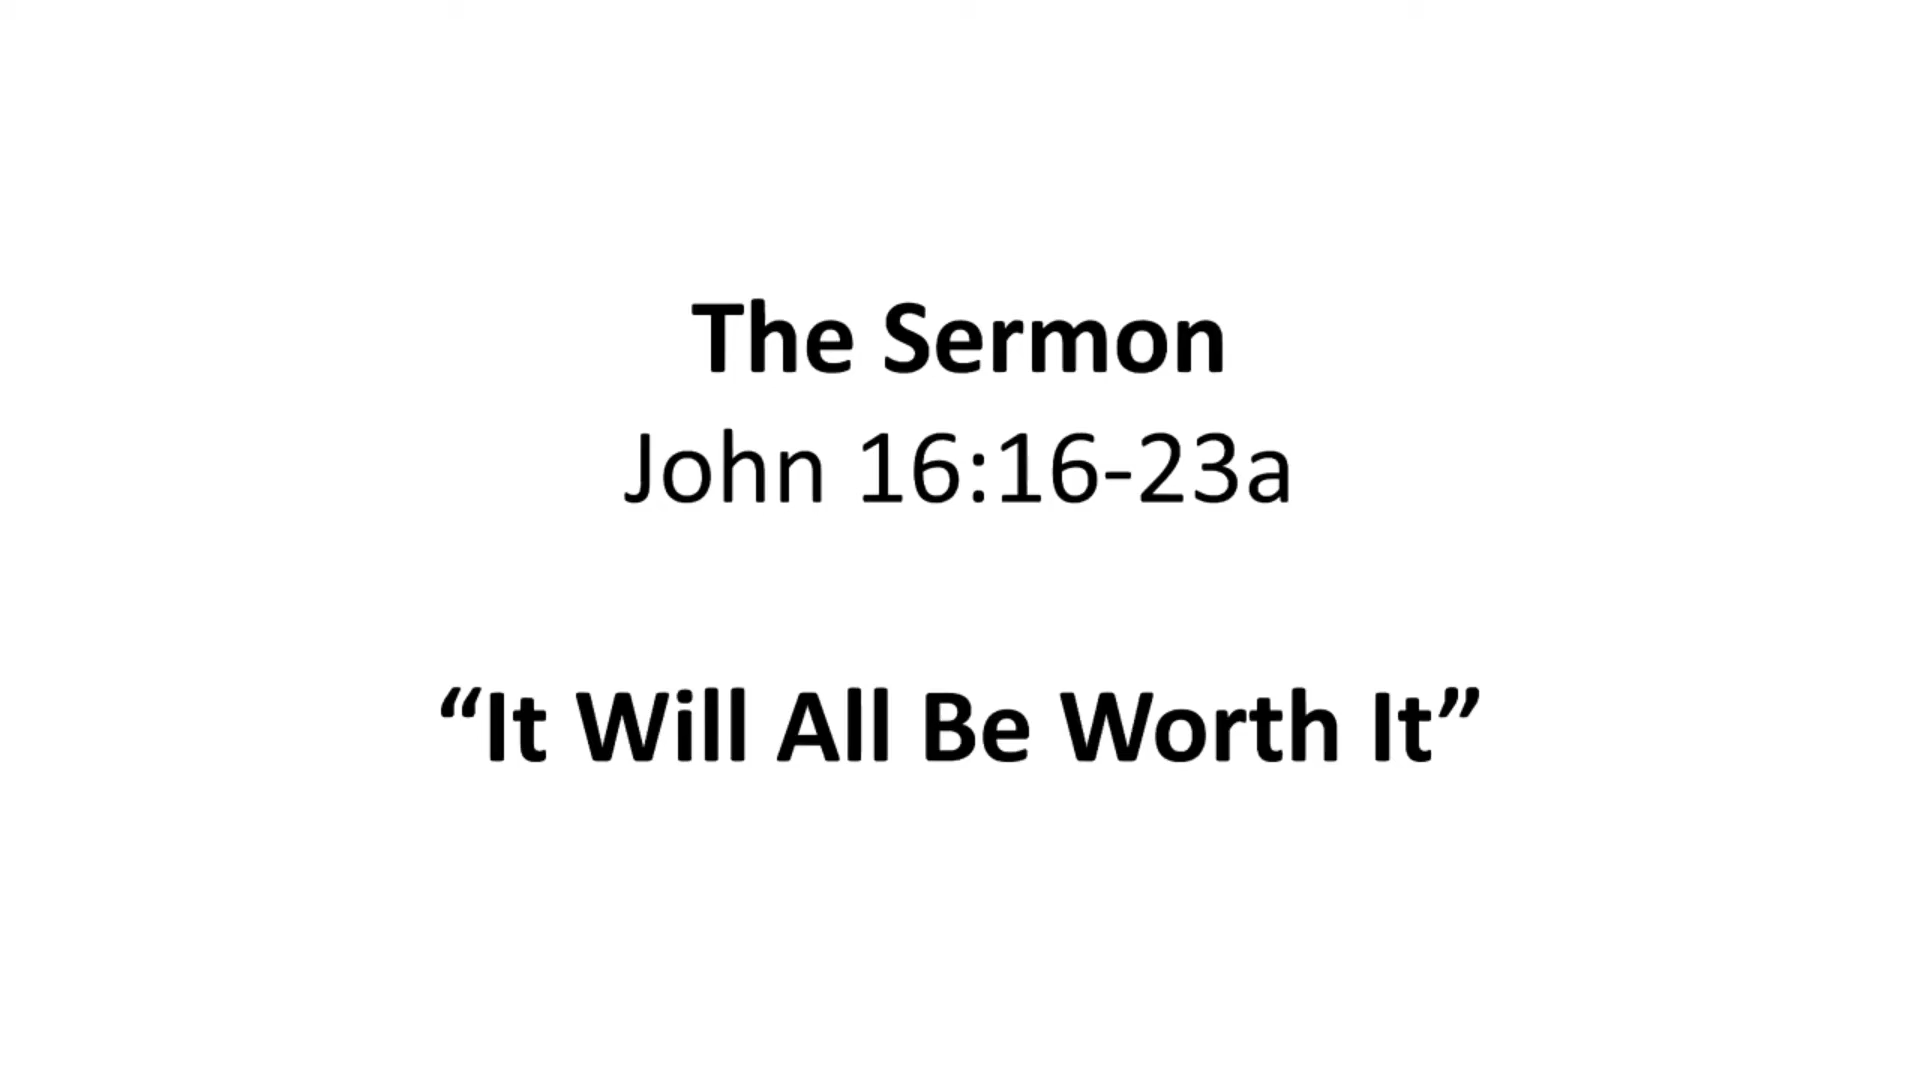 The Sermon
John 16:16-23a
“It Will All Be Worth It”